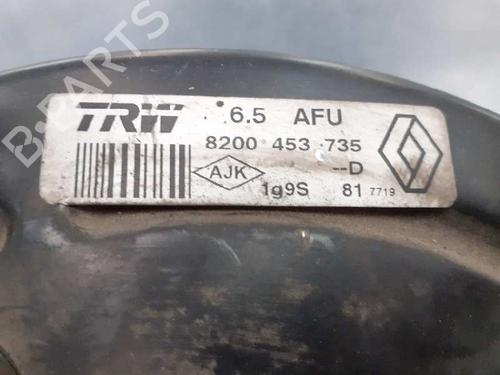 TRW 6.5 AFU
8200 453 735
--D
AJK
1g9S 81 7719
B-PARTS